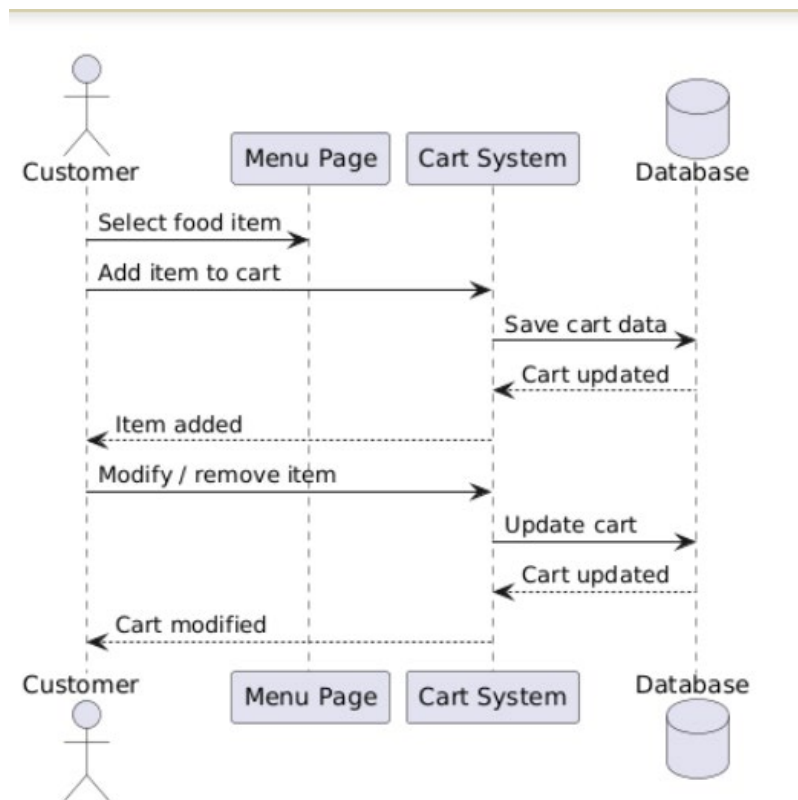 Customer
Menu Page
Cart System
Database
Select food item
Add item to cart
Save cart data
Cart updated
Item added
Modify / remove item
Update cart
Cart updated
Cart modified
Customer
Menu Page
Cart System
Database